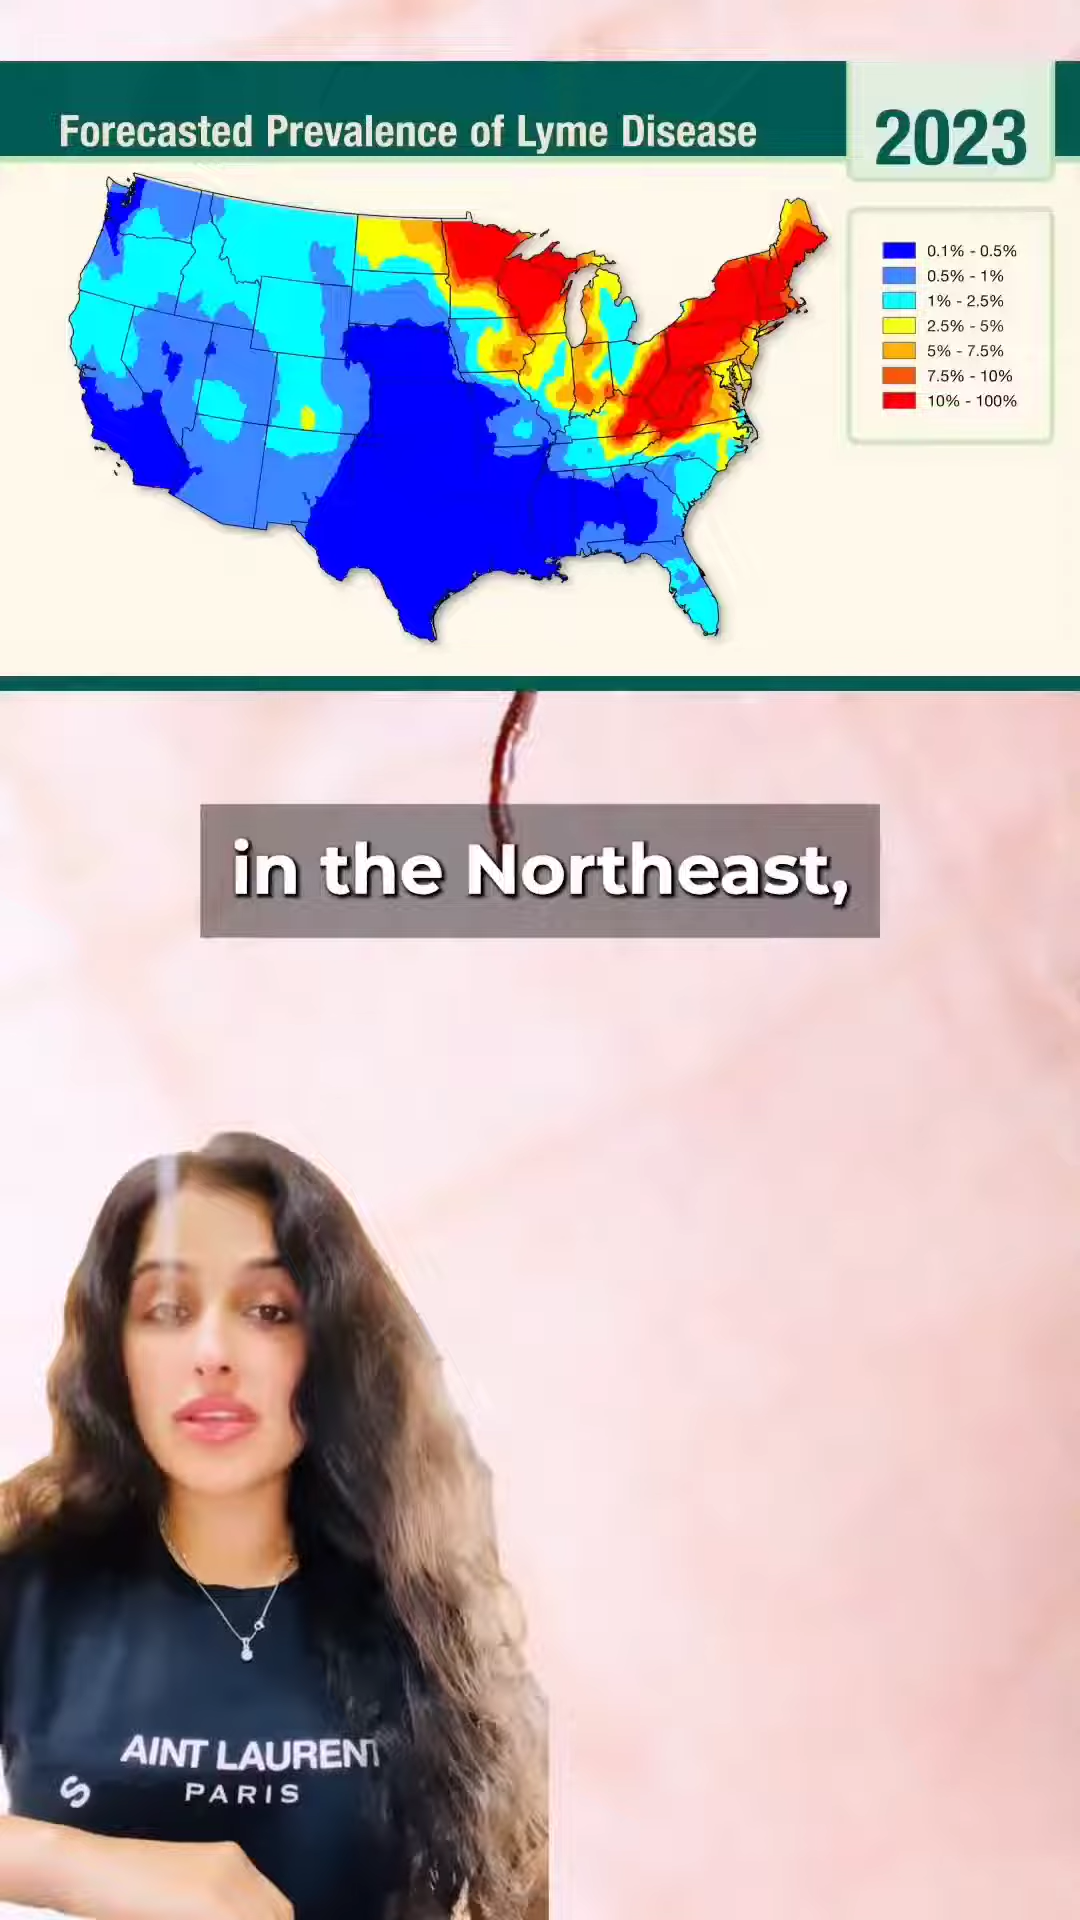 Forecasted Prevalence of Lyme Disease
2023
0.1% - 0.5%
0.5% - 1%
1% - 2.5%
2.5% - 5%
5% - 7.5%
7.5% - 10%
10% - 100%
in the Northeast,
S
AINT LAURENT
PARIS